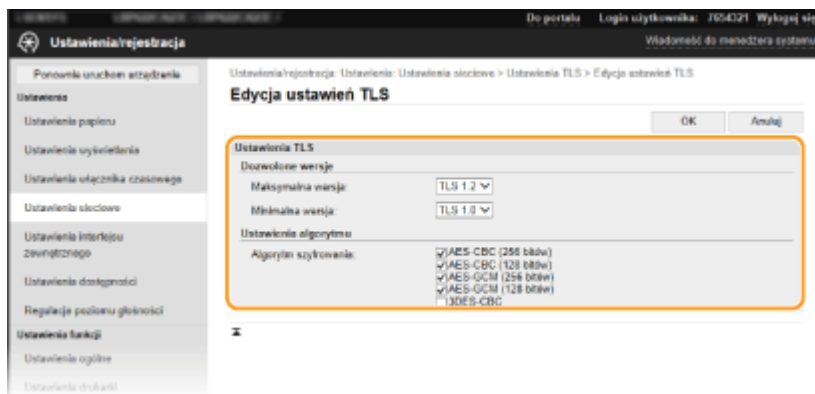 Do portalu Login użytkownika: 7654321 Wyloguj się
Ustawienia/rejestracja
Wiadomość do menedżera systemu
Ponownie uruchom urządzenie
Ustawienia/rejestracja: Ustawienia: Ustawienia sieciowe > Ustawienia TLS > Edycja ustawień TLS
Edycja ustawień TLS
Ustawienia
Ustawienia papieru
Ustawienia wyświetlania
Ustawienia włącznika czasowego
Ustawienia sieciowe
Ustawienia interfejsu
zewnętrznego
Ustawienia dostępności
Regulacja poziomu głośności
Ustawienia funkcji
Ustawienia ogólne
Ustawienia drukarki
OK Anuluj
Ustawienia TLS
Dozwolone wersje
Maksymalna wersja: TLS 1.2
Minimalna wersja: TLS 1.0
Ustawienia algorytmu
Algorytm szyfrowania: AES-CBC (256 bitów)
AES-CBC (128 bitów)
AES-GCM (256 bitów)
AES-GCM (128 bitów)
3DES-CBC